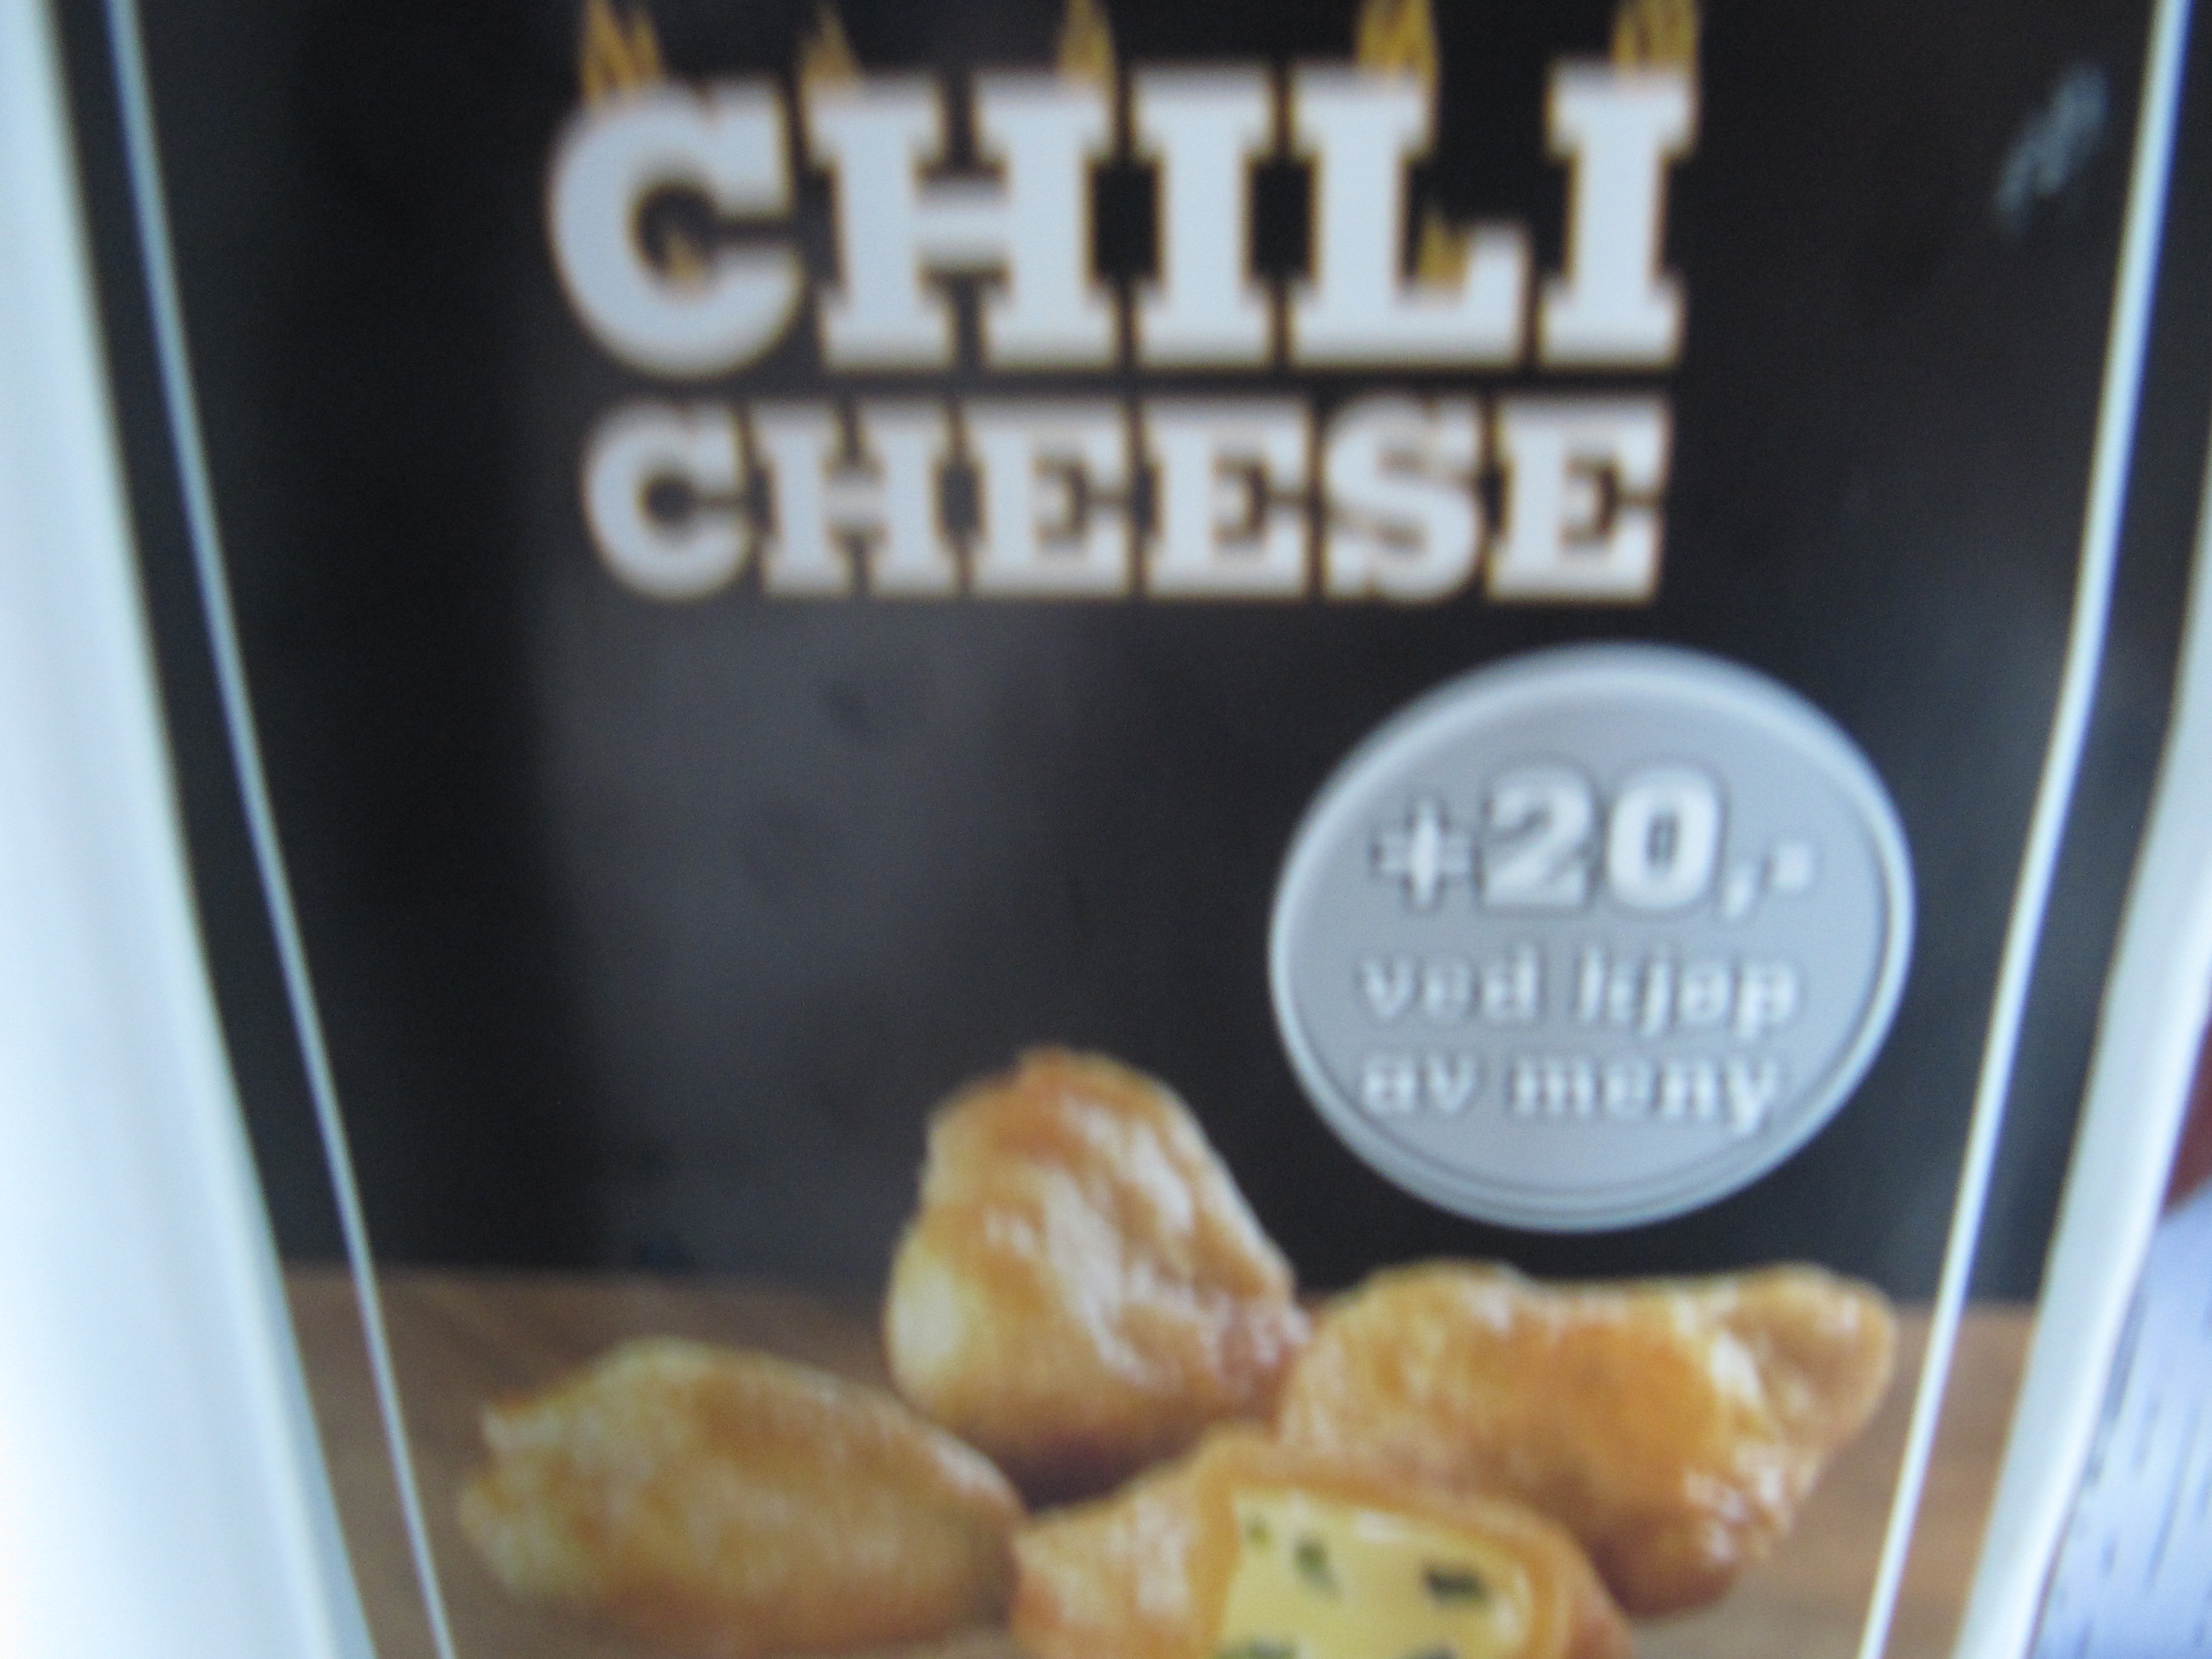 CHILI
CHEESE
+20,-
ved kjøp
av meny